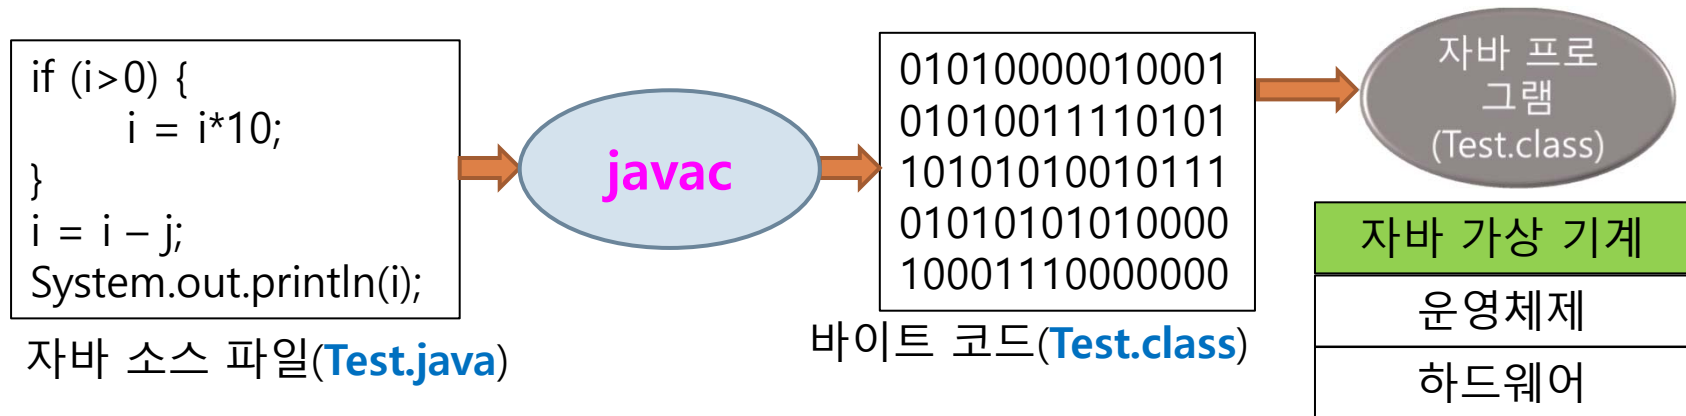 if (i>0) {
i = i*10;
}
i = i – j;
System.out.println(i);
자바 소스 파일(Test.java)
javac
01010000010001
01010011110101
10101010010111
01010101010000
10001110000000
바이트 코드(Test.class)
자바 프로
그램
(Test.class)
자바 가상 기계
운영체제
하드웨어